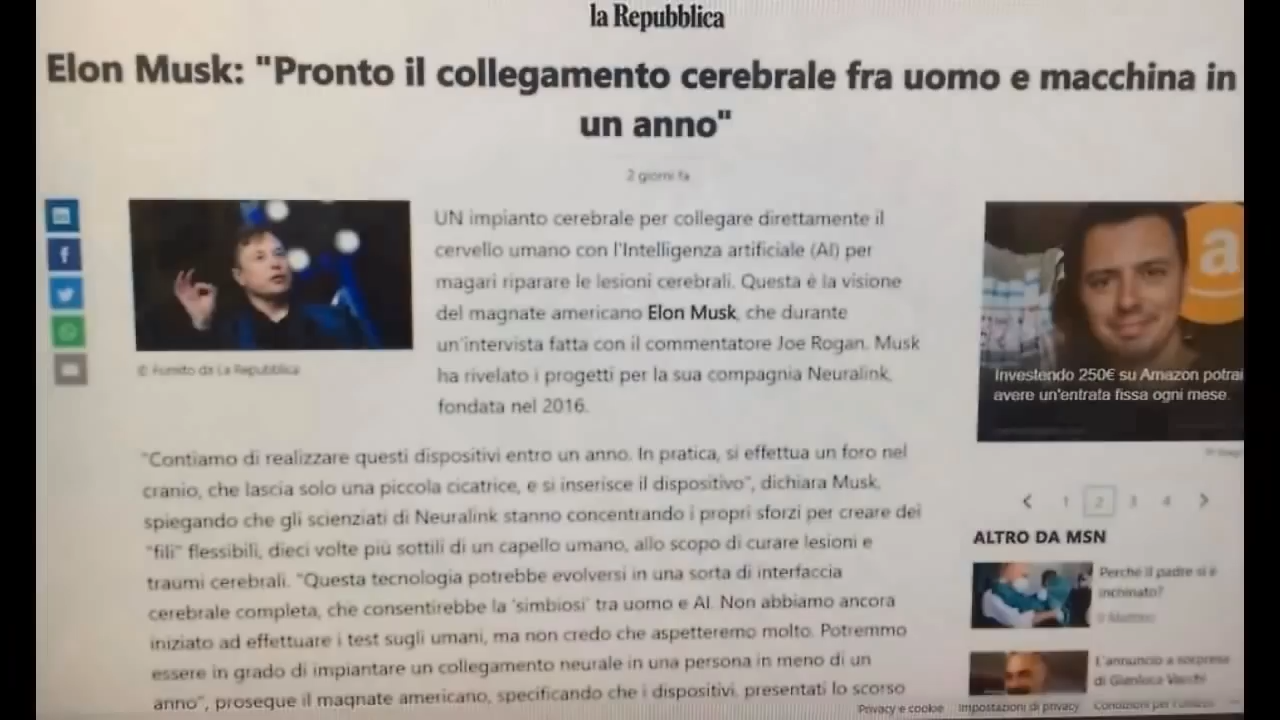 la Repubblica
Elon Musk: "Pronto il collegamento cerebrale fra uomo e macchina in
un anno"
2 giorni fa
UN impianto cerebrale per collegare direttamente il
cervello umano con l'Intelligenza artificiale (AI) per
magari riparare le lesioni cerebrali. Questa è la visione
del magnate americano Elon Musk, che durante
un'intervista fatta con il commentatore Joe Rogan. Musk
ha rivelato i progetti per la sua compagnia Neuralink,
fondata nel 2016.
© Fornito da La Repubblica
"Contiamo di realizzare questi dispositivi entro un anno. In pratica, si effettua un foro nel
cranio, che lascia solo una piccola cicatrice, e si inserisce il dispositivo", dichiara Musk,
spiegando che gli scienziati di Neuralink stanno concentrando i propri sforzi per creare dei
"fili" flessibili, dieci volte più sottili di un capello umano, allo scopo di curare lesioni e
traumi cerebrali. "Questa tecnologia potrebbe evolversi in una sorta di interfaccia
cerebrale completa, che consentirebbe la 'simbiosi' tra uomo e AI. Non abbiamo ancora
iniziato ad effettuare i test sugli umani, ma non credo che aspetteremo molto. Potremmo
essere in grado di impiantare un collegamento neurale in una persona in meno di un
anno", prosegue il magnate americano, specificando che i dispositivi, presentati lo scorso
a
Investendo 250€ su Amazon potrai
avere un'entrata fissa ogni mese.
1 2 3 4
ALTRO DA MSN
Perché il padre si è
inchinato?
L'annuncio a sorpresa
di Gianluca Vacchi
Privacy e cookie Impostazioni di privacy Condizioni per l'utilizzo